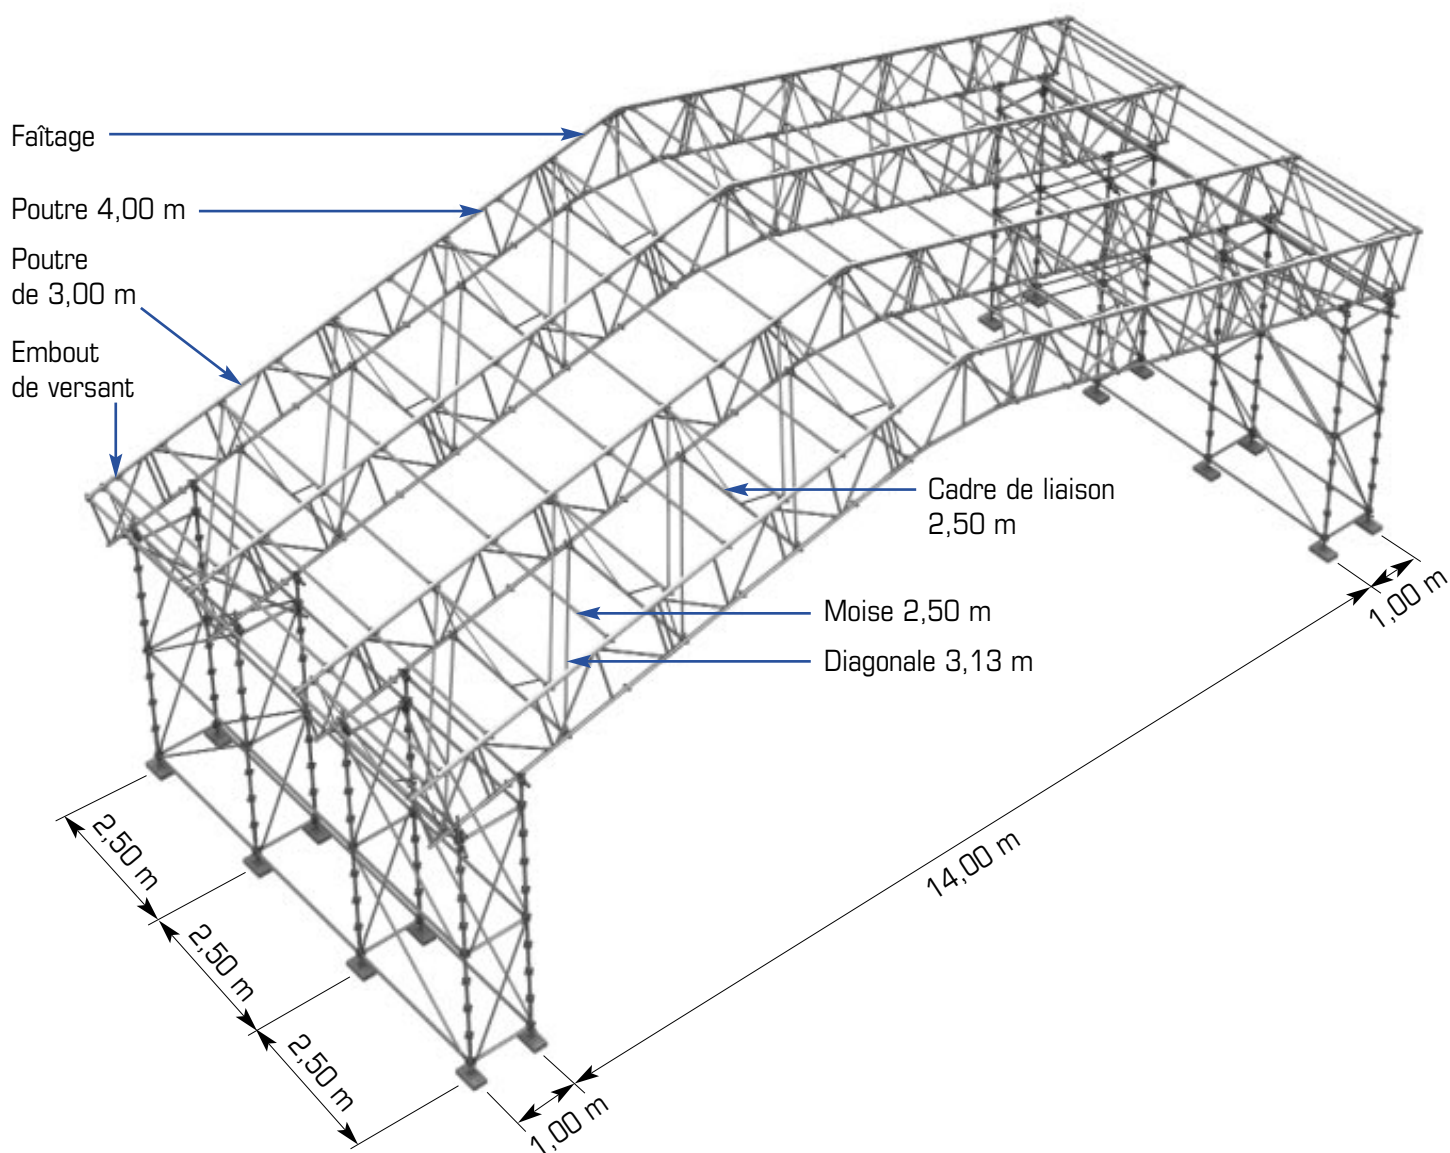 Faîtage
Poutre 4,00 m
Poutre
de 3,00 m
Embout
de versant
Cadre de liaison
2,50 m
Moise 2,50 m
Diagonale 3,13 m
1,00 m
14,00 m
2,50 m
2,50 m
2,50 m
1,00 m